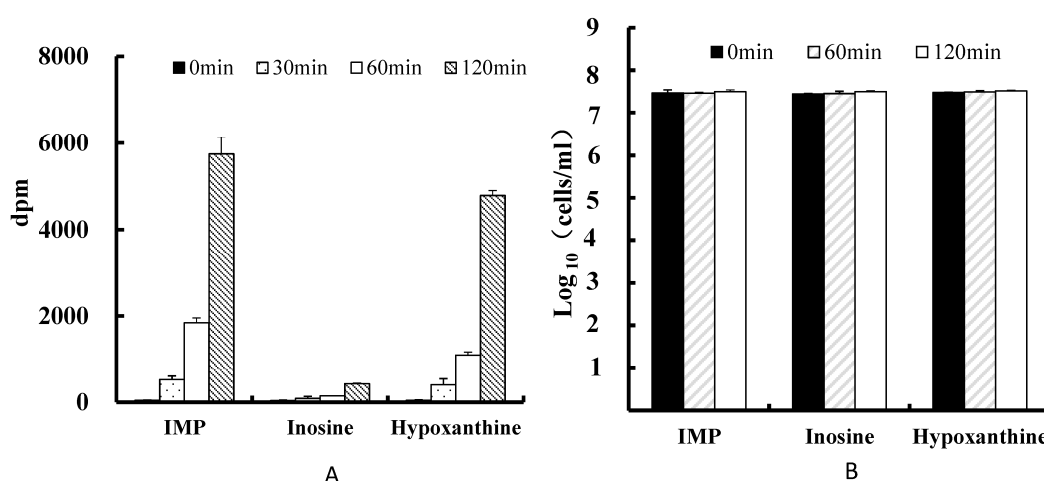 8000
6000
4000
2000
0
dpm
0min 30min 60min 120min
IMP Inosine Hypoxanthine
A
9
8
7
6
5
4
3
2
1
Log10（cells/ml）
0min 60min 120min
IMP Inosine Hypoxanthine
B